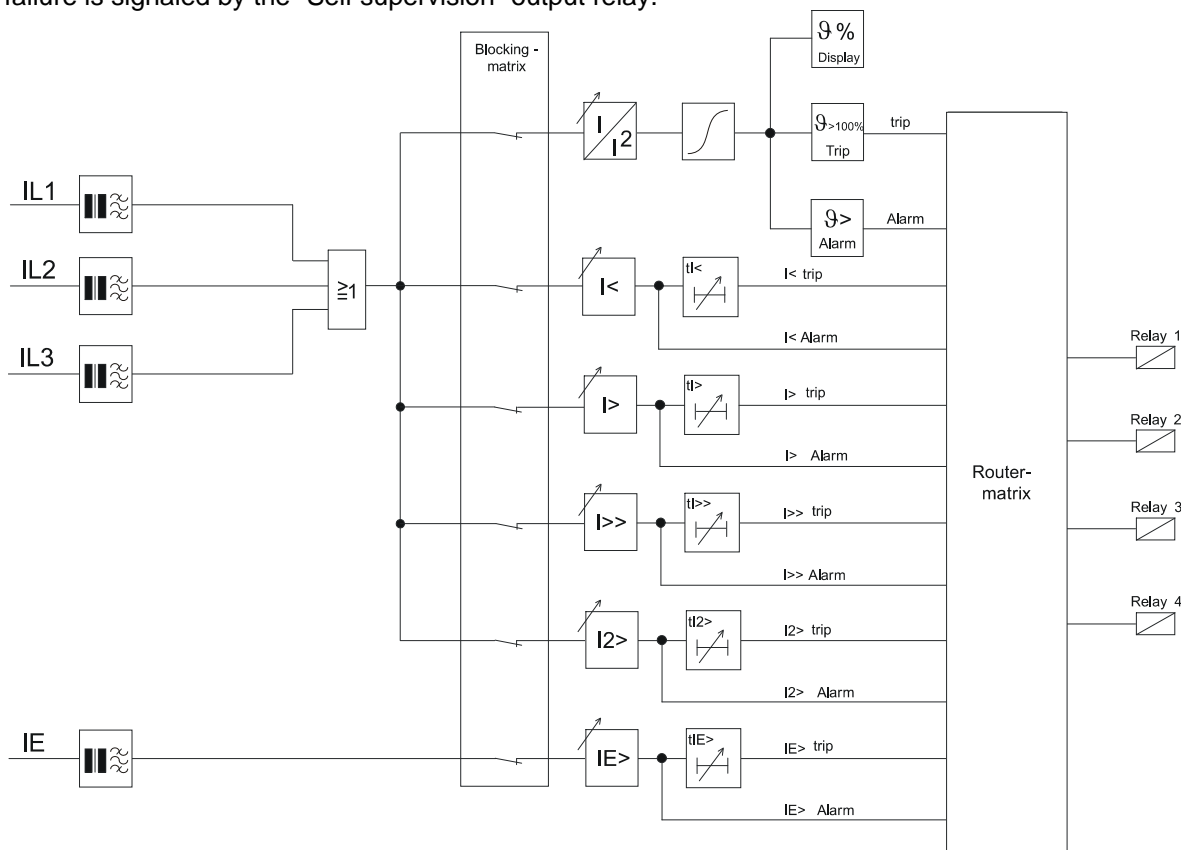 failure is signaled by the "Self-supervision" output relay.
Blocking -
matrix
ϑ %
Display
I
I2
ϑ>100%
Trip
trip
ϑ>
Alarm
Alarm
IL1
IL2
IL3
≧1
I<
tI<
I< trip
I< Alarm
I>
tI>
I> trip
I> Alarm
I>>
tI>>
I>> trip
I>> Alarm
I2>
tI2>
I2> trip
I2> Alarm
IE
IE>
tIE>
IE> trip
IE> Alarm
Router-
matrix
Relay 1
Relay 2
Relay 3
Relay 4